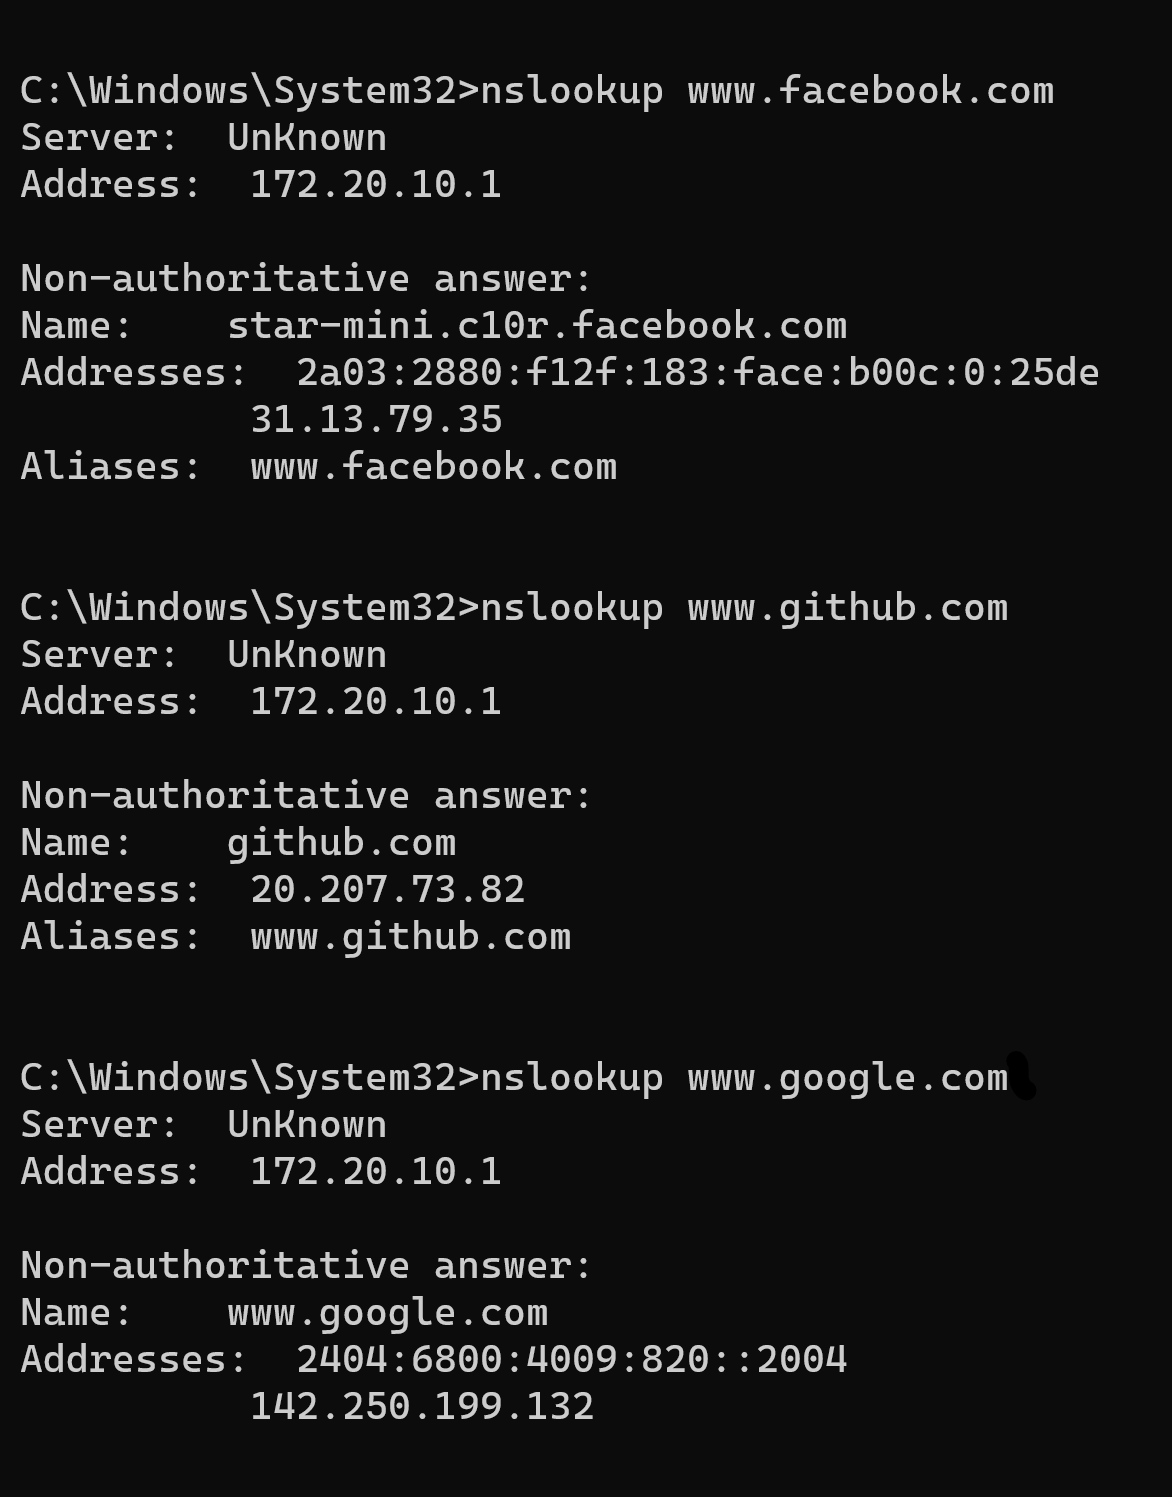 C:\Windows\System32>nslookup www.facebook.com
Server:  UnKnown
Address:  172.20.10.1

Non-authoritative answer:
Name:    star-mini.c10r.facebook.com
Addresses:  2a03:2880:f12f:183:face:b00c:0:25de
          31.13.79.35
Aliases:  www.facebook.com

C:\Windows\System32>nslookup www.github.com
Server:  UnKnown
Address:  172.20.10.1

Non-authoritative answer:
Name:    github.com
Address:  20.207.73.82
Aliases:  www.github.com

C:\Windows\System32>nslookup www.google.com
Server:  UnKnown
Address:  172.20.10.1

Non-authoritative answer:
Name:    www.google.com
Addresses:  2404:6800:4009:820::2004
          142.250.199.132